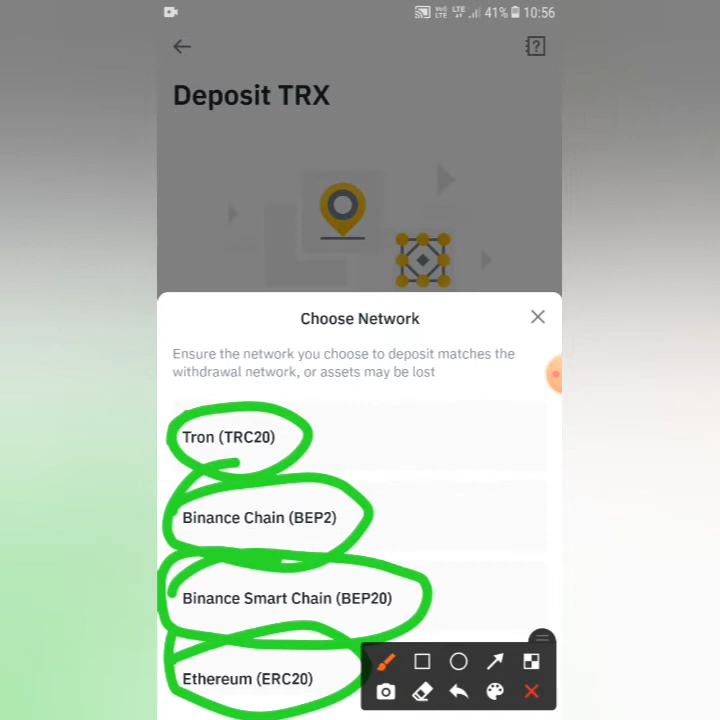 41% 10:56
Deposit TRX
Choose Network
Ensure the network you choose to deposit matches the
withdrawal network, or assets may be lost
Tron (TRC20)
Binance Chain (BEP2)
Binance Smart Chain (BEP20)
Ethereum (ERC20)